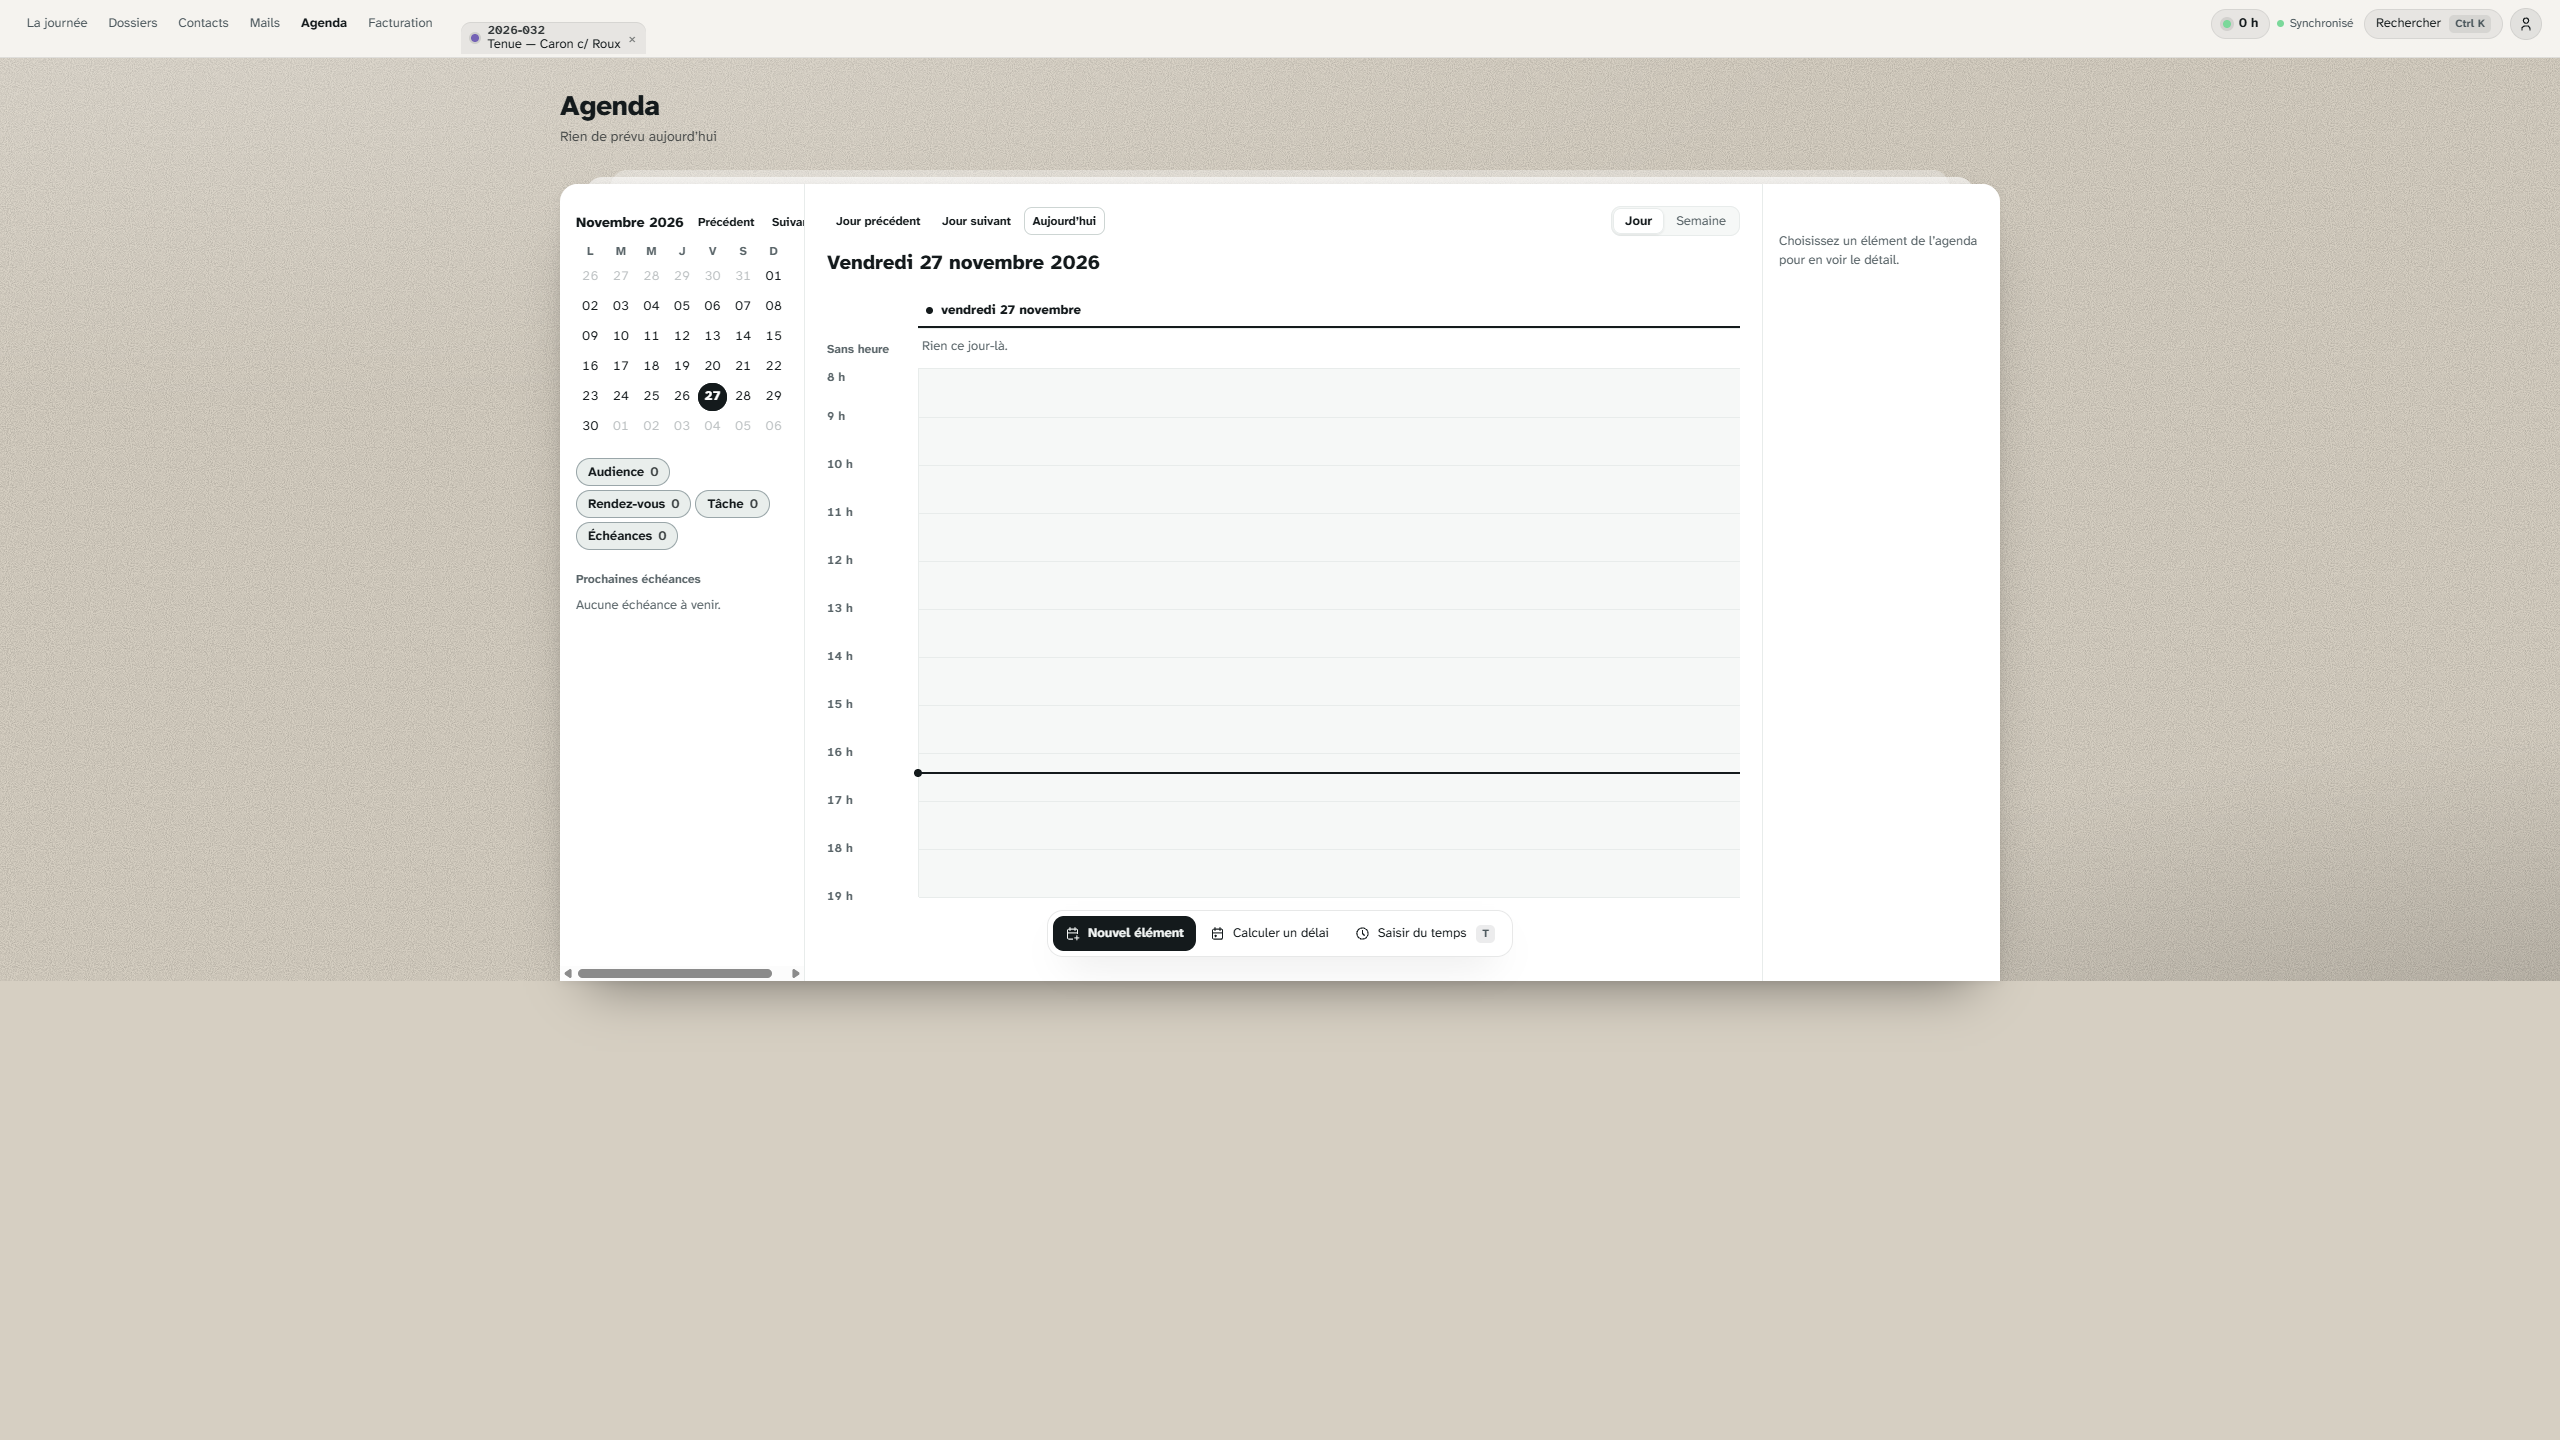 La journée Dossiers Contacts Mails Agenda Facturation
2026-032
Tenue — Caron c/ Roux ×
0 h Synchronisé Rechercher Ctrl K
Agenda
Rien de prévu aujourd’hui
Novembre 2026 Précédent Suivan
L M M J V S D
26 27 28 29 30 31 01
02 03 04 05 06 07 08
09 10 11 12 13 14 15
16 17 18 19 20 21 22
23 24 25 26 27 28 29
30 01 02 03 04 05 06
Audience 0
Rendez-vous 0 Tâche 0
Échéances 0
Prochaines échéances
Aucune échéance à venir.
Jour précédent Jour suivant Aujourd’hui Jour Semaine
Vendredi 27 novembre 2026
vendredi 27 novembre
Sans heure Rien ce jour-là.
8 h
9 h
10 h
11 h
12 h
13 h
14 h
15 h
16 h
17 h
18 h
19 h
Nouvel élément Calculer un délai Saisir du temps T
Choisissez un élément de l’agenda
pour en voir le détail.